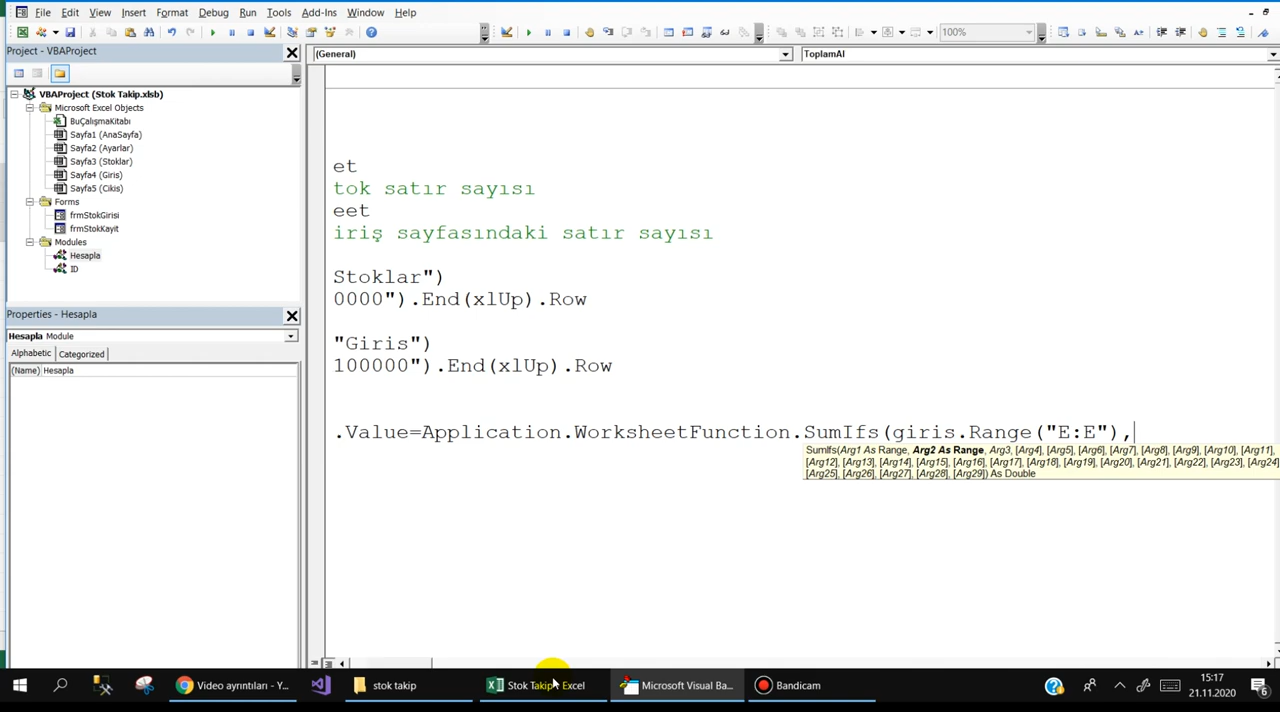 File Edit View Insert Format Debug Run Tools Add-Ins Window Help
100%
Project - VBAProject
(General)
ToplamAl
VBAProject (Stok Takip.xlsb)
Microsoft Excel Objects
BuÇalışmaKitabı
Sayfa1 (AnaSayfa)
Sayfa2 (Ayarlar)
Sayfa3 (Stoklar)
Sayfa4 (Giris)
Sayfa5 (Cikis)
Forms
frmStokGirisi
frmStokKayit
Modules
Hesapla
ID
Properties - Hesapla
Hesapla Module
Alphabetic Categorized
(Name) Hesapla
et
tok satır sayısı
eet
iriş sayfasındaki satır sayısı
Stoklar")
0000").End(xlUp).Row
"Giris")
100000").End(xlUp).Row
.Value=Application.WorksheetFunction.SumIfs(giris.Range("E:E"),
SumIfs(Arg1 As Range, Arg2 As Range, Arg3, [Arg4], [Arg5], [Arg6], [Arg7], [Arg8], [Arg9], [Arg10], [Arg11],
[Arg12], [Arg13], [Arg14], [Arg15], [Arg16], [Arg17], [Arg18], [Arg19], [Arg20], [Arg21], [Arg22], [Arg23], [Arg24]
[Arg25], [Arg26], [Arg27], [Arg28], [Arg29]) As Double
Video ayrıntıları - Y...
stok takip
Stok Takip - Excel
Microsoft Visual Ba...
Bandicam
15:17
21.11.2020
6